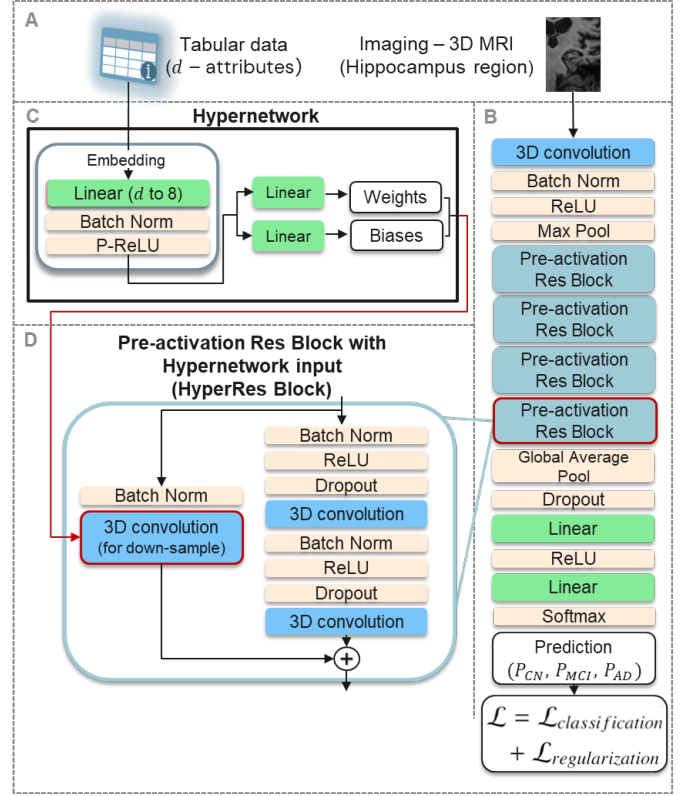 A
Tabular data
(d – attributes)
Imaging – 3D MRI
(Hippocampus region)
C
Hypernetwork
Embedding
Linear (d to 8)
Batch Norm
P-ReLU
Linear
Weights
Linear
Biases
B
3D convolution
Batch Norm
ReLU
Max Pool
Pre-activation
Res Block
Pre-activation
Res Block
Pre-activation
Res Block
Pre-activation
Res Block
Global Average
Pool
Dropout
Linear
ReLU
Linear
Softmax
Prediction
(P_CN, P_MCI, P_AD)
ℒ = ℒ_classification
+ ℒ_regularization
D
Pre-activation Res Block with
Hypernetwork input
(HyperRes Block)
Batch Norm
3D convolution
(for down-sample)
Batch Norm
ReLU
Dropout
3D convolution
Batch Norm
ReLU
Dropout
3D convolution
+